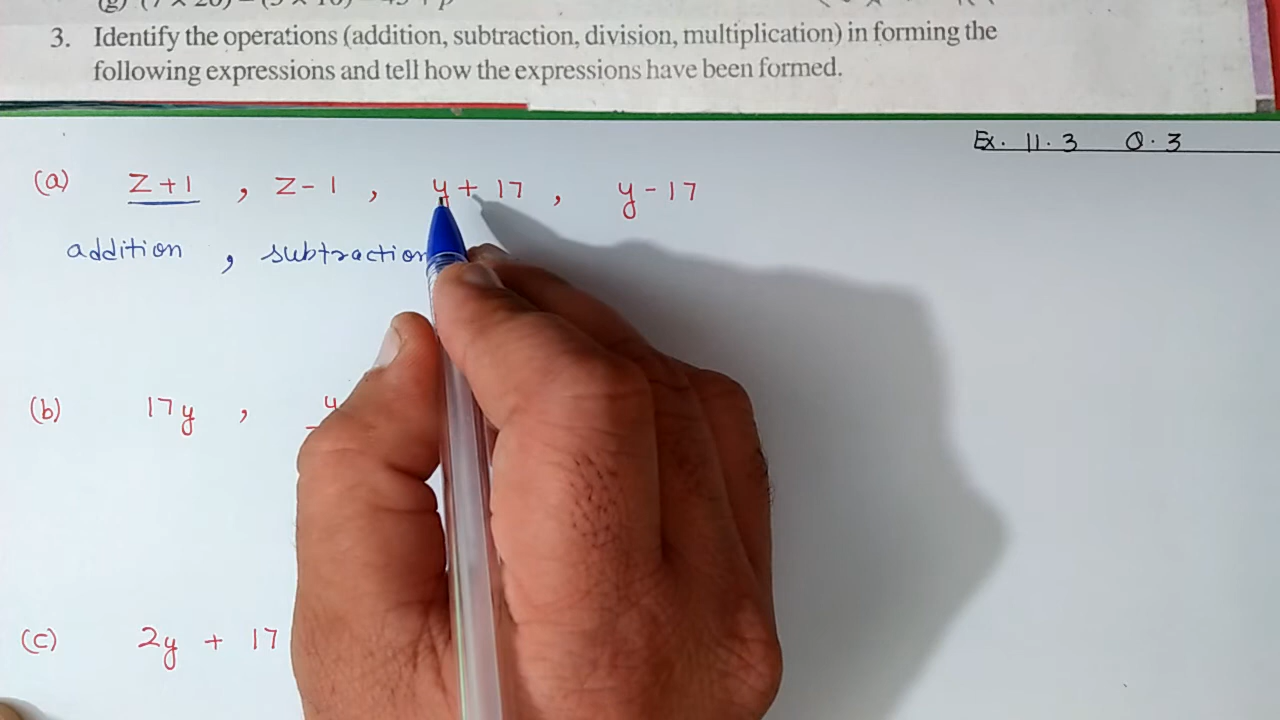 3. Identify the operations (addition, subtraction, division, multiplication) in forming the
following expressions and tell how the expressions have been formed.
Ex. 11.3 Q.3
(a) z+1 , z-1 , y+17 , y-17
addition , subtraction
(b) 17y , y
(c) 2y + 17